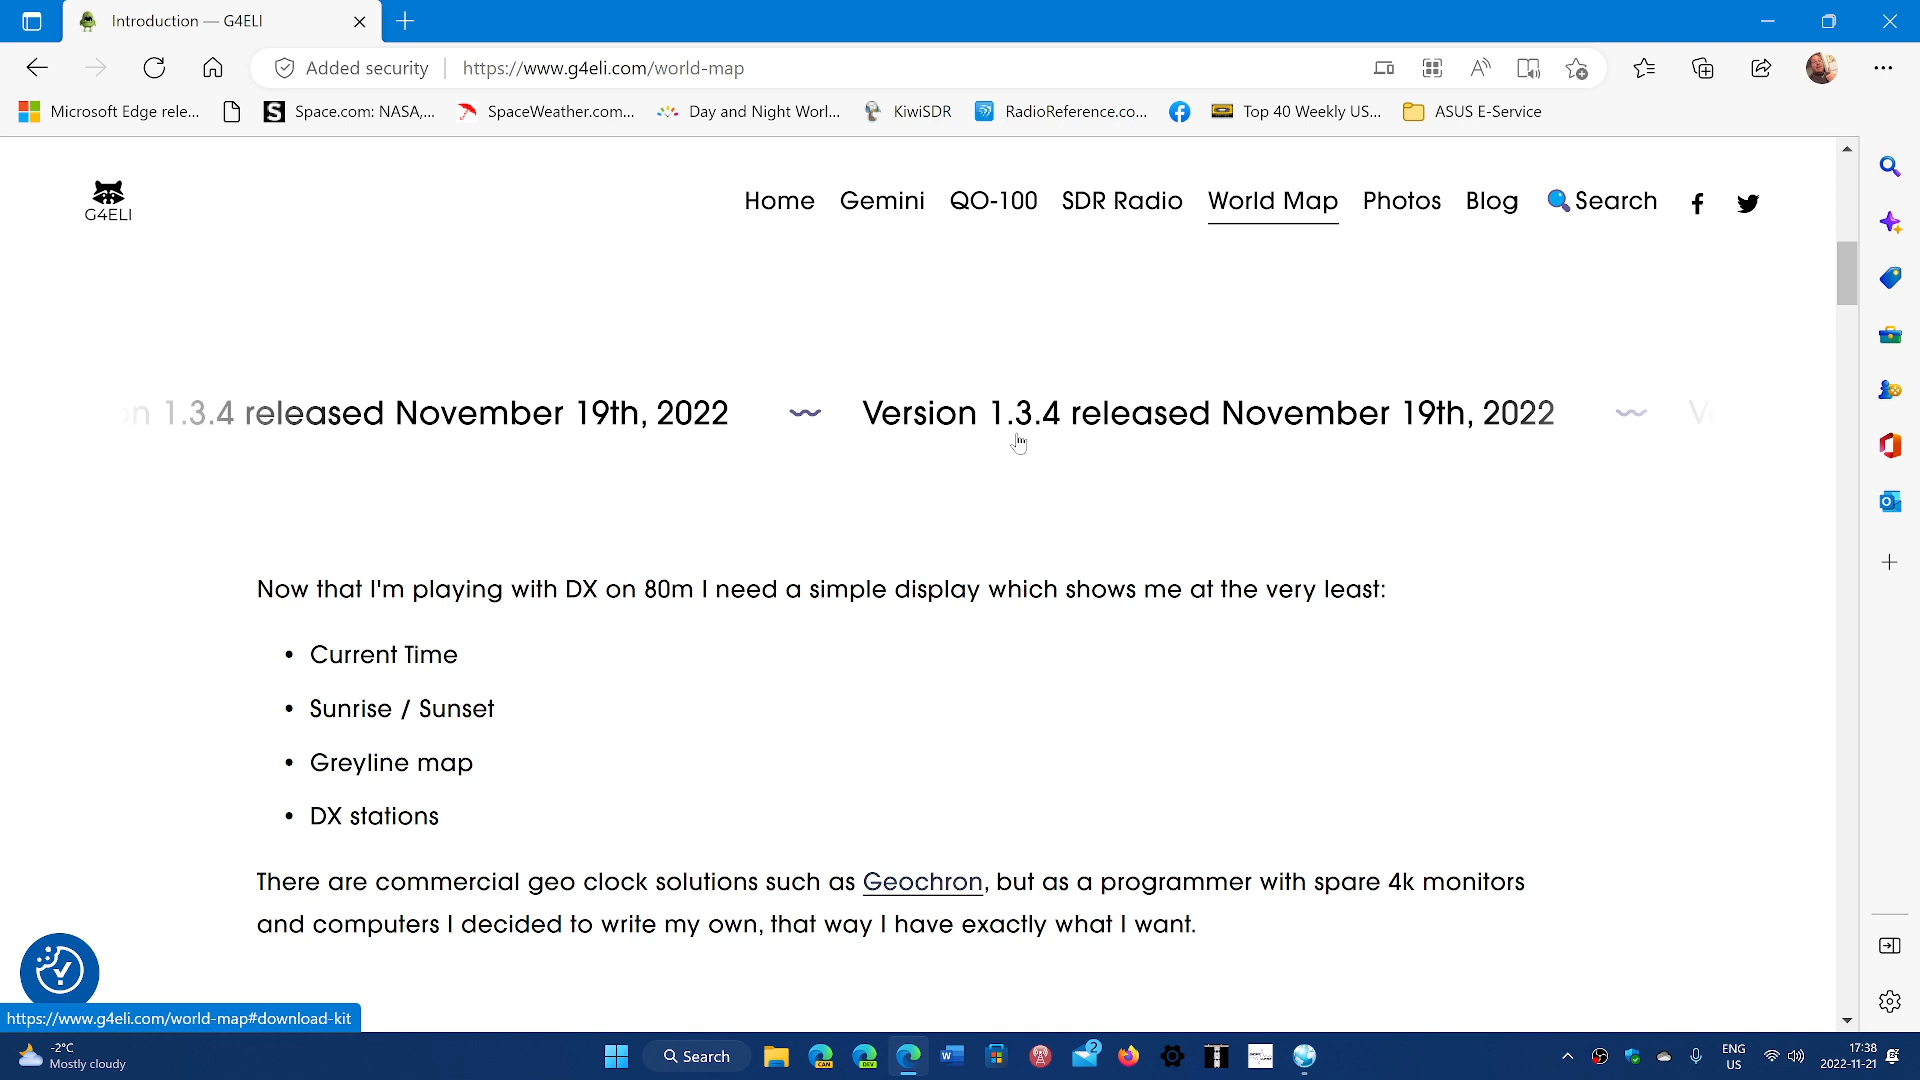 Introduction — G4ELI
Added security
https://www.g4eli.com/world-map
Microsoft Edge rele...
Space.com: NASA,...
SpaceWeather.com...
Day and Night Worl...
KiwiSDR
RadioReference.co...
Top 40 Weekly US...
ASUS E-Service
G4ELI
Home Gemini QO-100 SDR Radio World Map Photos Blog Search
n 1.3.4 released November 19th, 2022 Version 1.3.4 released November 19th, 2022 V
Now that I'm playing with DX on 80m I need a simple display which shows me at the very least:
• Current Time
• Sunrise / Sunset
• Greyline map
• DX stations
There are commercial geo clock solutions such as Geochron, but as a programmer with spare 4k monitors
and computers I decided to write my own, that way I have exactly what I want.
https://www.g4eli.com/world-map#download-kit
-2°C
Mostly cloudy
Search
CAN
DEV
2
ENG
US
17:38
2022-11-21